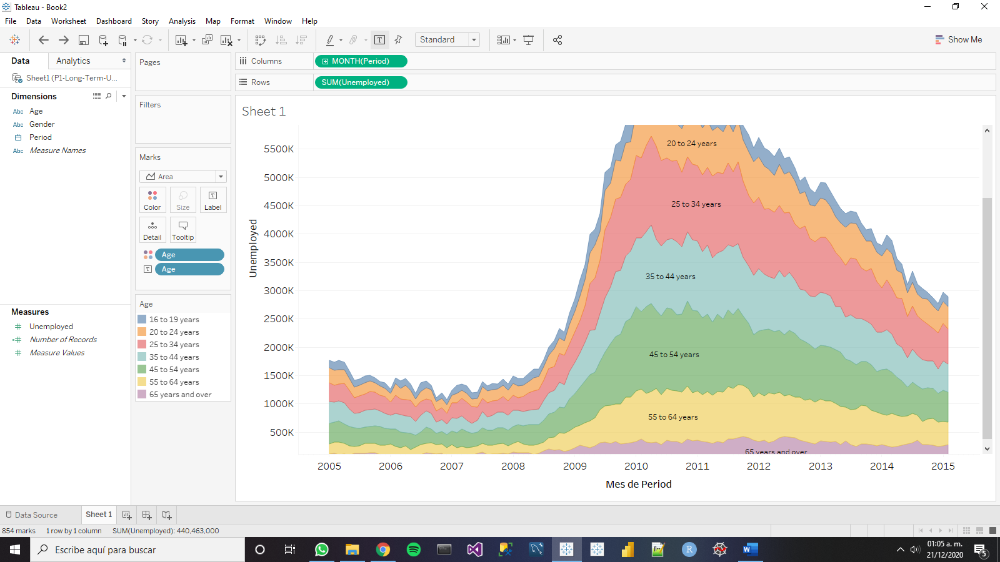 Tableau - Book2
File Data Worksheet Dashboard Story Analysis Map Format Window Help
Standard
Show Me
Data
Analytics
Sheet1 (P1-Long-Term-U...
Dimensions
Abc Age
Abc Gender
Period
Abc Measure Names
Measures
Unemployed
Number of Records
Measure Values
Pages
Filters
Marks
Area
Color Size Label
Detail Tooltip
Age
Age
Age
16 to 19 years
20 to 24 years
25 to 34 years
35 to 44 years
45 to 54 years
55 to 64 years
65 years and over
Columns MONTH(Period)
Rows SUM(Unemployed)
Sheet 1
Unemployed
5500K
5000K
4500K
4000K
3500K
3000K
2500K
2000K
1500K
1000K
500K
20 to 24 years
25 to 34 years
35 to 44 years
45 to 54 years
55 to 64 years
65 years and over
2005 2006 2007 2008 2009 2010 2011 2012 2013 2014 2015
Mes de Period
Data Source Sheet 1
854 marks 1 row by 1 column SUM(Unemployed): 440,463,000
Escribe aquí para buscar
R
W
01:05 a. m.
21/12/2020
5